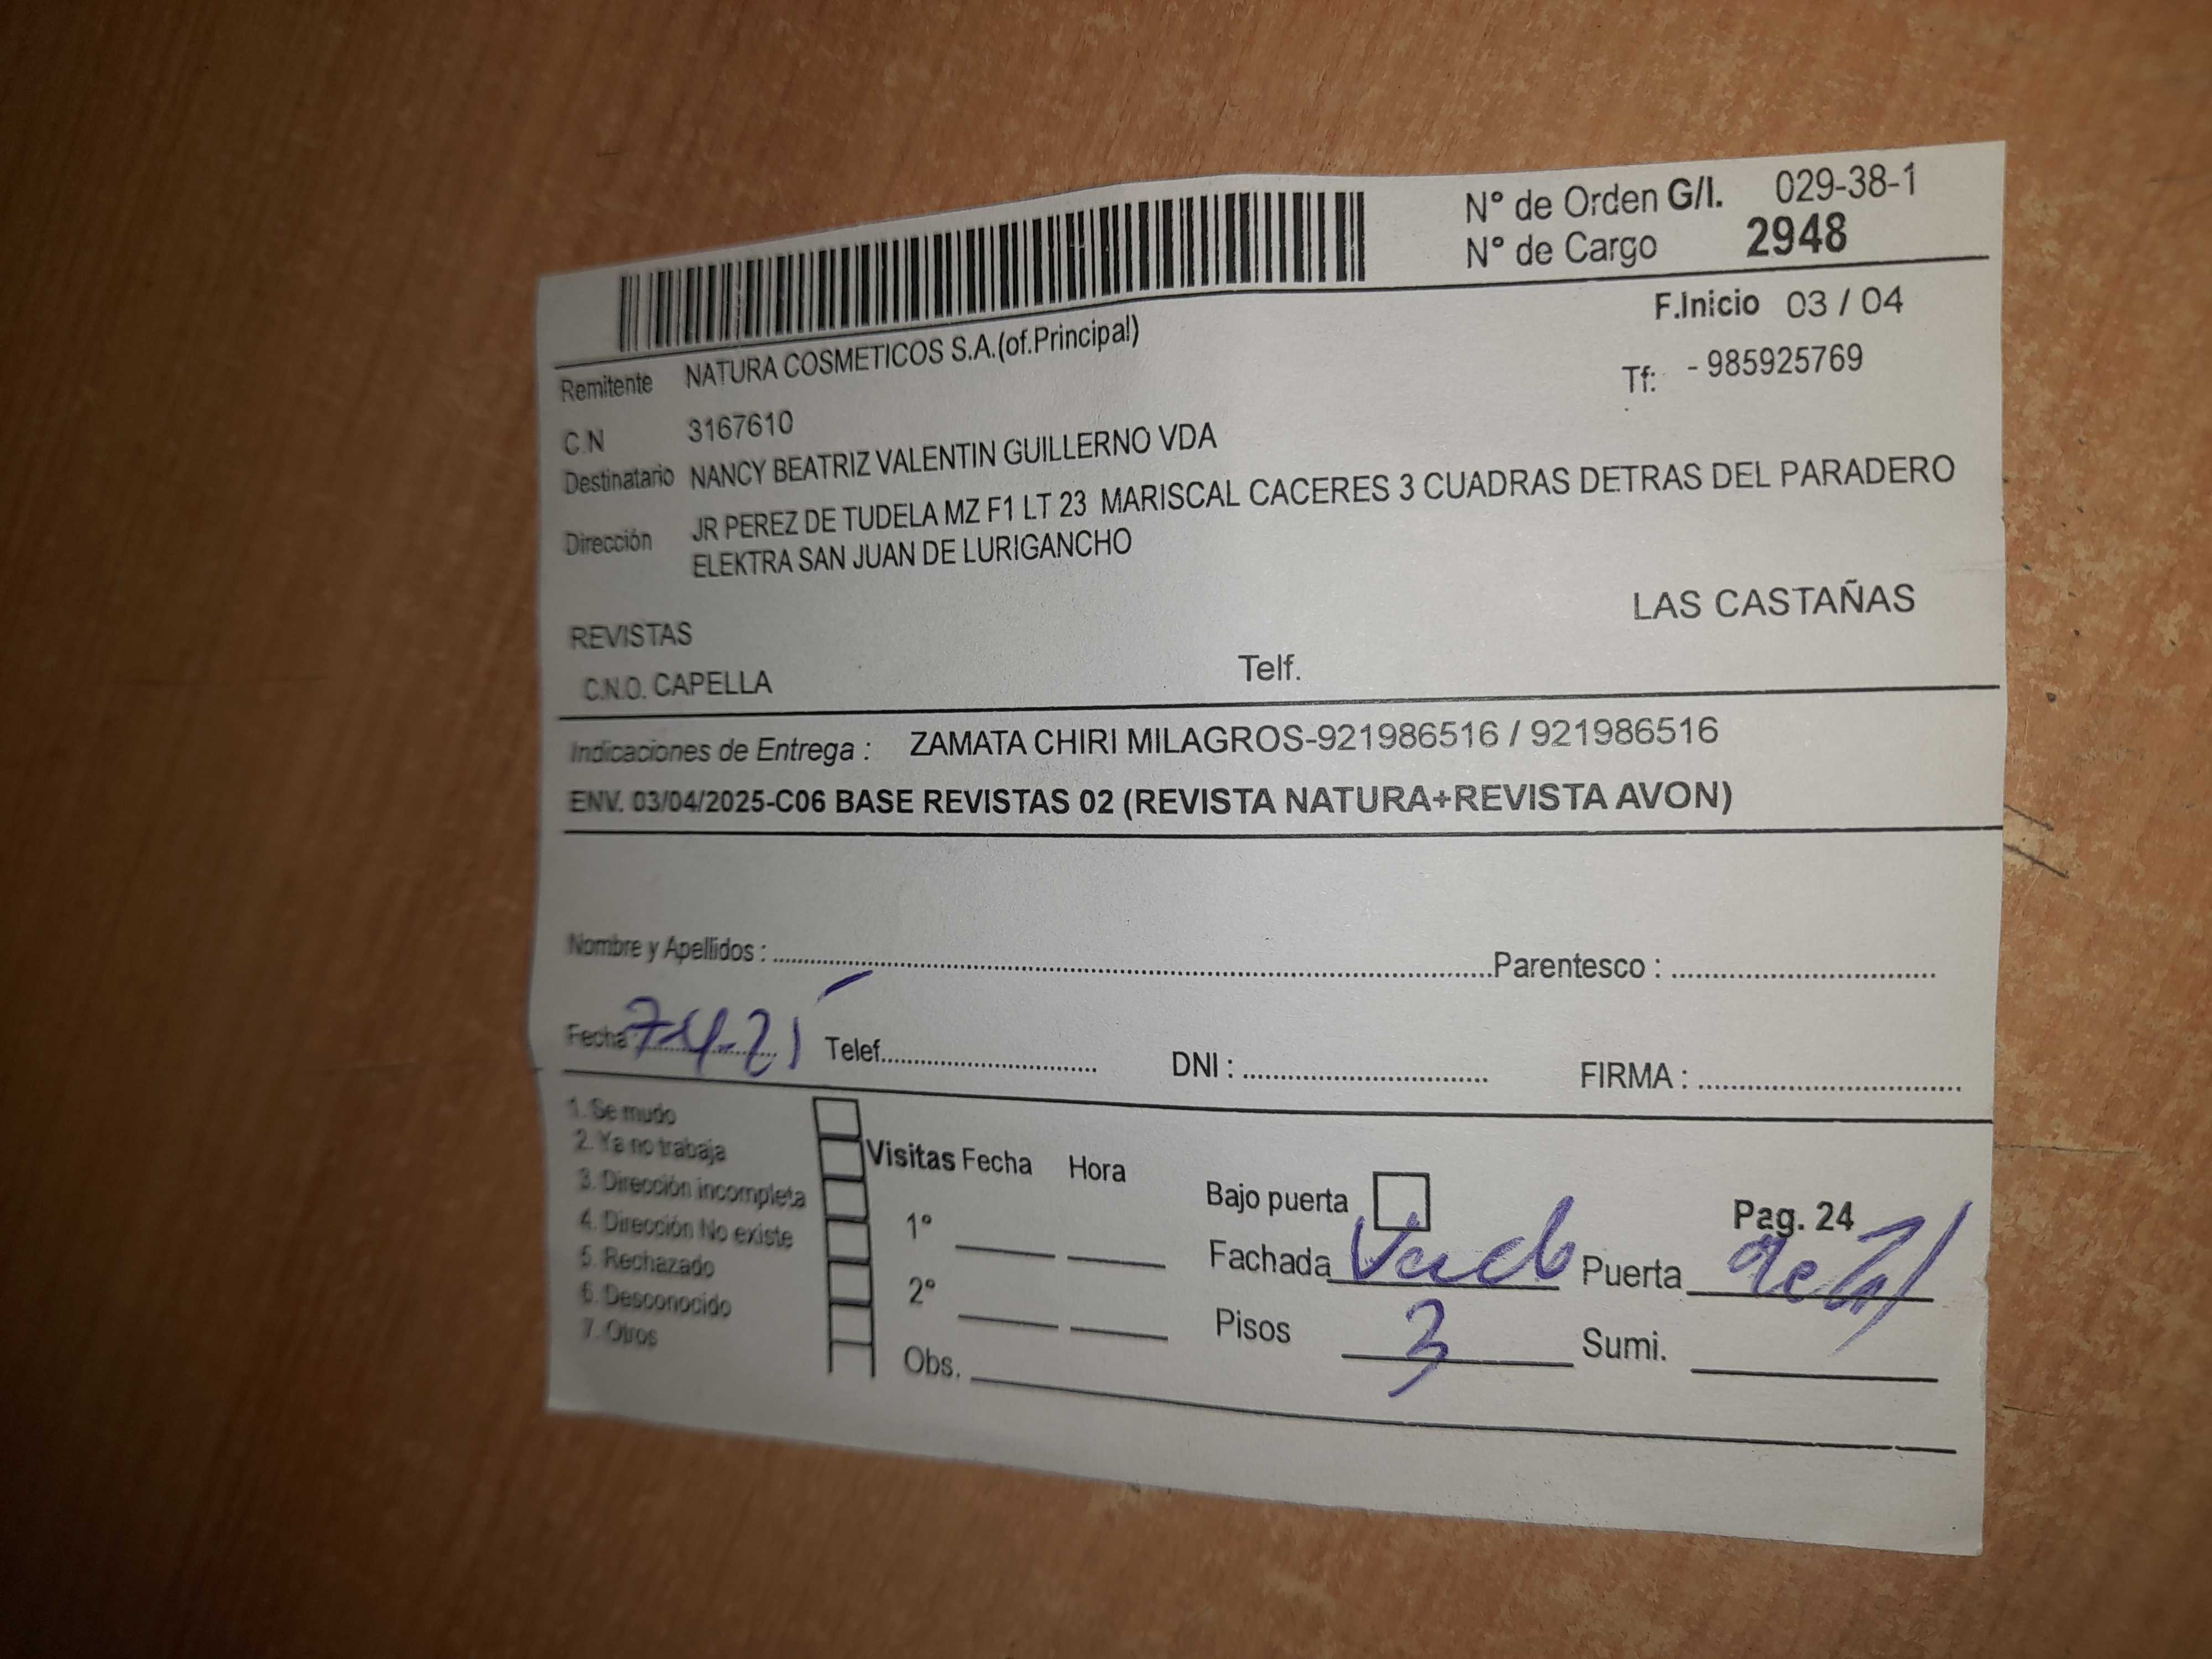 N° de Orden G/I. 029-38-1
N° de Cargo 2948
F.Inicio 03 / 04
Remitente NATURA COSMETICOS S.A.(of.Principal)
Tf: - 985925769
C.N 3167610
Destinatario NANCY BEATRIZ VALENTIN GUILLERNO VDA
Dirección JR PEREZ DE TUDELA MZ F1 LT 23 MARISCAL CACERES 3 CUADRAS DETRAS DEL PARADERO
ELEKTRA SAN JUAN DE LURIGANCHO
LAS CASTAÑAS
REVISTAS
C.N.O. CAPELLA Telf.
Indicaciones de Entrega : ZAMATA CHIRI MILAGROS-921986516 / 921986516
ENV. 03/04/2025-C06 BASE REVISTAS 02 (REVISTA NATURA+REVISTA AVON)
Nombre y Apellidos : Parentesco :
Fecha Telef. DNI : FIRMA :
1. Se mudo
2. Ya no trabaja
3. Dirección incompleta
4. Dirección No existe
5. Rechazado
6. Desconocido
7. Otros
Visitas Fecha Hora
1°
2°
Obs.
Bajo puerta Pag. 24
Fachada Puerta
Pisos 3 Sumi.